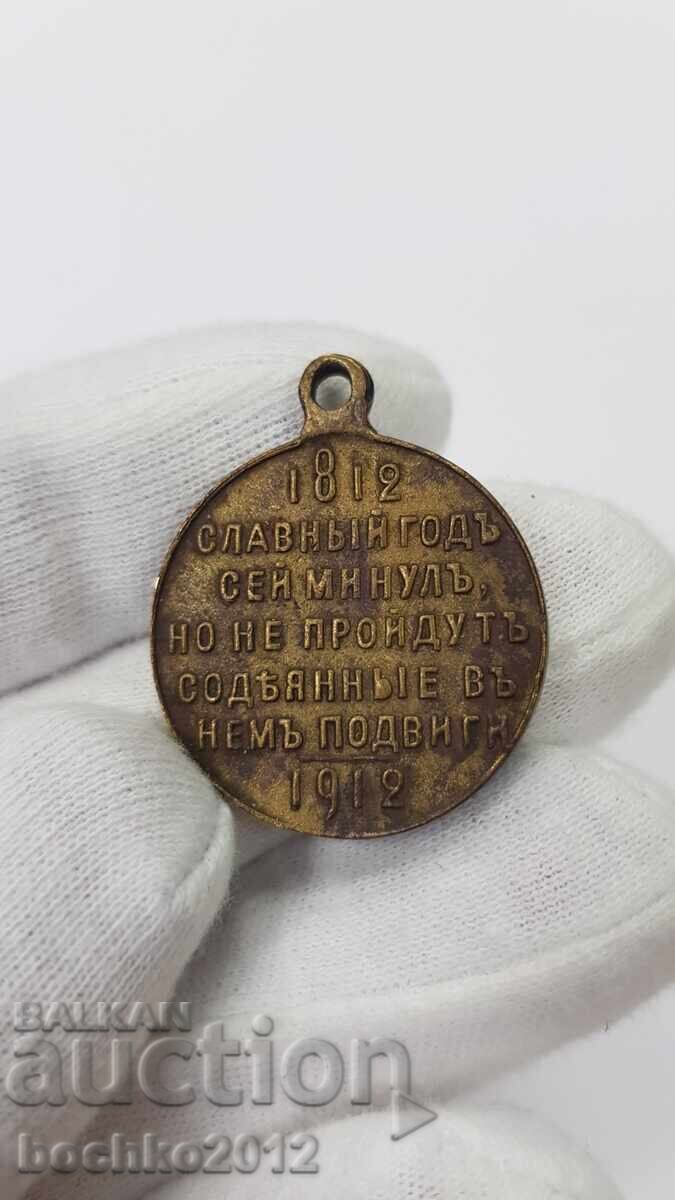 1812
СЛАВНЫЙ ГОДЪ
СЕЙ МИНУЛЪ,
НО НЕ ПРОЙДУТЪ
СОДѢЯННЫЕ ВЪ
НЕМЪ ПОДВИГИ
1912
BALKAN
auction
bochko2012